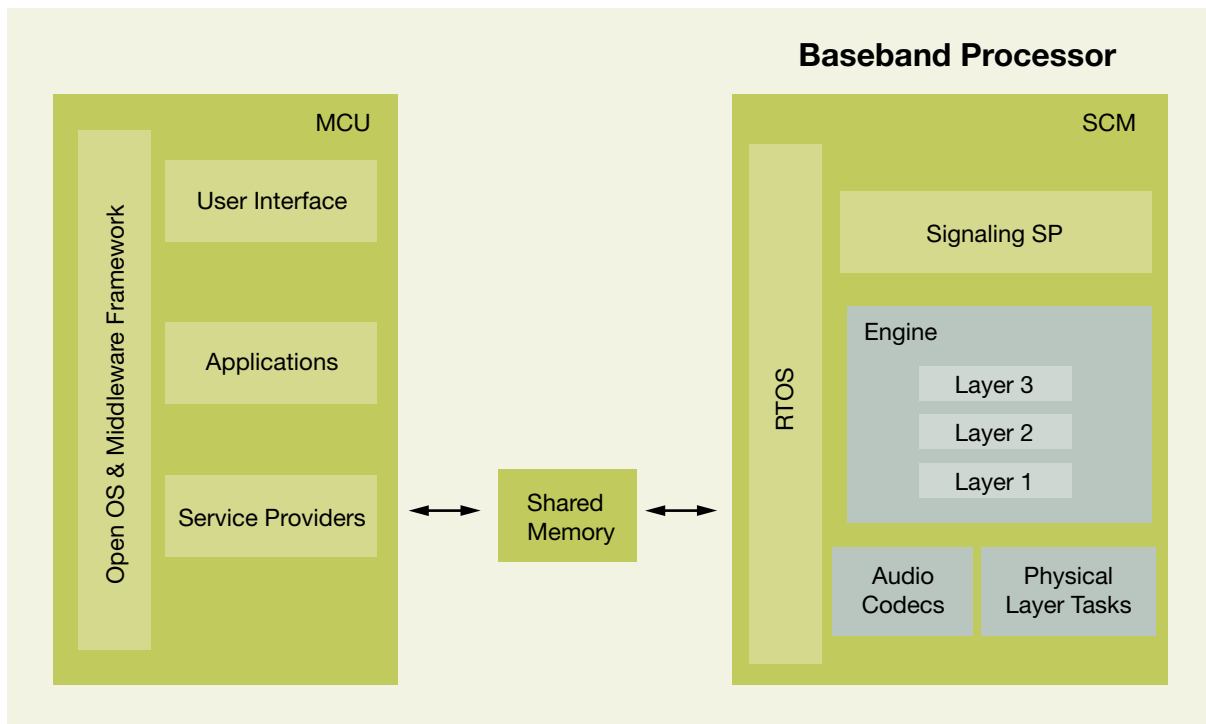 Baseband Processor
MCU
Open OS & Middleware Framework
User Interface
Applications
Service Providers
Shared
Memory
SCM
RTOS
Signaling SP
Engine
Layer 3
Layer 2
Layer 1
Audio
Codecs
Physical
Layer Tasks